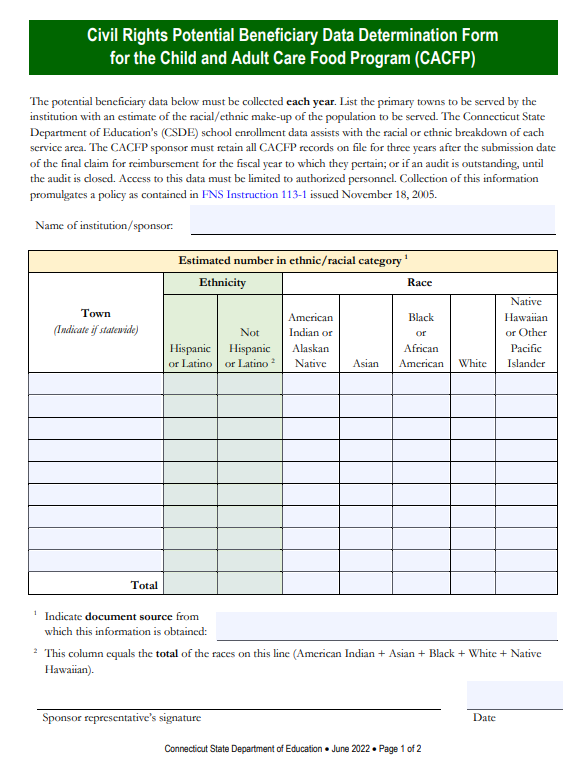 Civil Rights Potential Beneficiary Data Determination Form
for the Child and Adult Care Food Program (CACFP)
The potential beneficiary data below must be collected each year. List the primary towns to be served by the
institution with an estimate of the racial/ethnic make-up of the population to be served. The Connecticut State
Department of Education's (CSDE) school enrollment data assists with the racial or ethnic breakdown of each
service area. The CACFP sponsor must retain all CACFP records on file for three years after the submission date
of the final claim for reimbursement for the fiscal year to which they pertain; or if an audit is outstanding, until
the audit is closed. Access to this data must be limited to authorized personnel. Collection of this information
promulgates a policy as contained in FNS Instruction 113-1 issued November 18, 2005.
Name of institution/sponsor:
Estimated number in ethnic/racial category 1
Town
(Indicate if statewide)
Ethnicity
Race
Hispanic
or Latino
Not
Hispanic
or Latino 2
American
Indian or
Alaskan
Native
Asian
Black
or
African
American
White
Native
Hawaiian
or Other
Pacific
Islander
Total
1 Indicate document source from
which this information is obtained:
2 This column equals the total of the races on this line (American Indian + Asian + Black + White + Native
Hawaiian).
Sponsor representative's signature
Date
Connecticut State Department of Education • June 2022 • Page 1 of 2